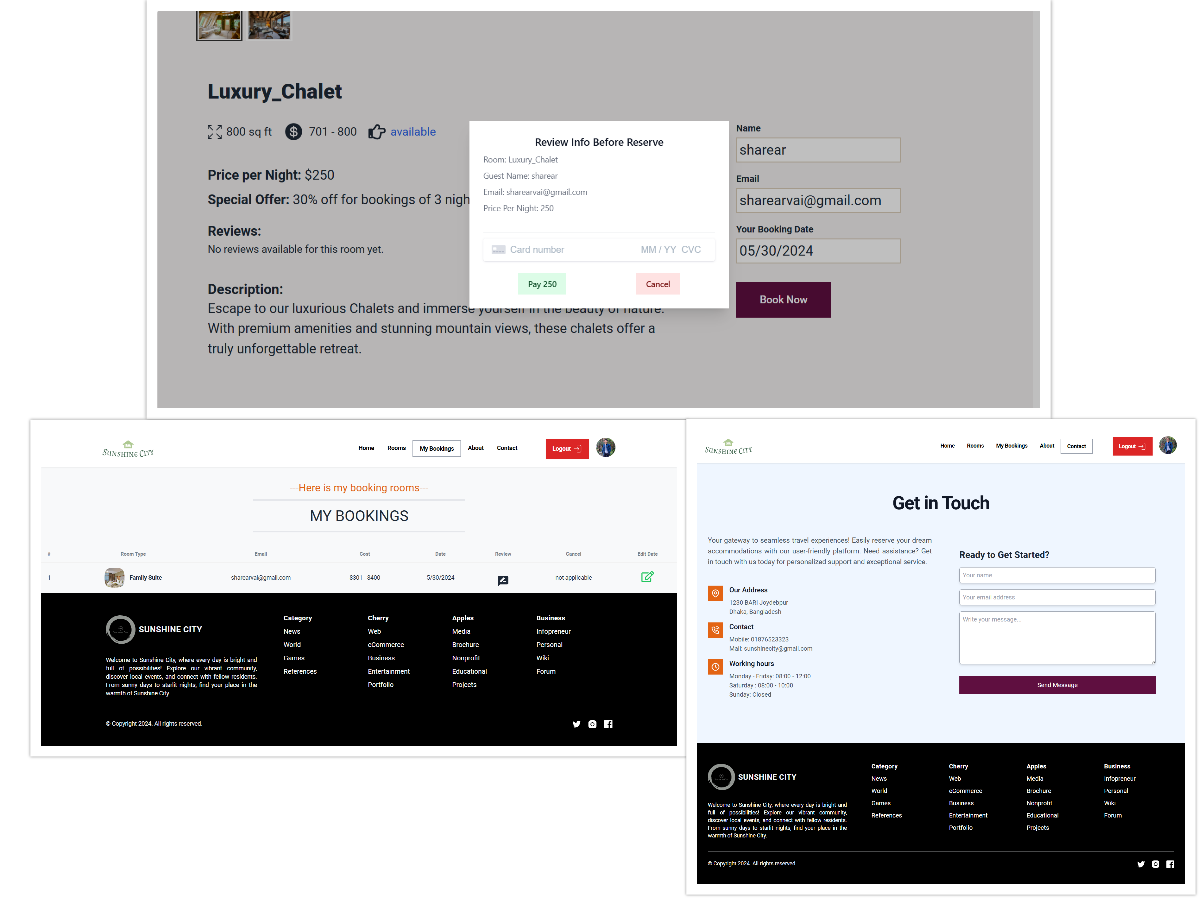 Luxury_Chalet
800 sq ft 701 - 800 available
Price per Night: $250
Special Offer: 30% off for bookings of 3 nigh
Reviews:
No reviews available for this room yet.
Description:
Escape to our luxurious Chalets and immerse yourself in the beauty of nature.
With premium amenities and stunning mountain views, these chalets offer a
truly unforgettable retreat.
Review Info Before Reserve
Room: Luxury_Chalet
Guest Name: sharear
Email: sharearvai@gmail.com
Price Per Night: 250
Card number MM / YY CVC
Pay 250 Cancel
Name
sharear
Email
sharearvai@gmail.com
Your Booking Date
05/30/2024
Book Now
SUNSHINE CITY
Home Rooms My Bookings About Contact Logout
---Here is my booking rooms---
MY BOOKINGS
# Room Type Email Cost Date Review Cancel Edit Date
1 Family Suite sharearvai@gmail.com $301 - $400 5/30/2024 not applicable
SUNSHINE CITY
Welcome to Sunshine City, where every day is bright and
full of possibilities! Explore our vibrant community,
discover local events, and connect with fellow residents.
From sunny days to starlit nights, find your place in the
warmth of Sunshine City
Category Cherry Apples Business
News Web Media Infopreneur
World eCommerce Brochure Personal
Games Business Nonprofit Wiki
References Entertainment Educational Forum
Portfolio Projects
© Copyright 2024. All rights reserved.
SUNSHINE CITY
Home Rooms My Bookings About Contact Logout
Get in Touch
Your gateway to seamless travel experiences! Easily reserve your dream
accommodations with our user-friendly platform. Need assistance? Get
in touch with us today for personalized support and exceptional service.
Our Address
1230 BARI Joydebpur
Dhaka, Bangladesh
Contact
Mobile: 01876523323
Mail: sunshinecity@gmail.com
Working hours
Monday - Friday: 08:00 - 12:00
Saturday : 08:00 - 10:00
Sunday: Closed
Ready to Get Started?
Your name
Your email address
Write your message...
Send Message
SUNSHINE CITY
Welcome to Sunshine City, where every day is bright and
full of possibilities! Explore our vibrant community,
discover local events, and connect with fellow residents.
From sunny days to starlit nights, find your place in the
warmth of Sunshine City.
Category Cherry Apples Business
News Web Media Infopreneur
World eCommerce Brochure Personal
Games Business Nonprofit Wiki
References Entertainment Educational Forum
Portfolio Projects
© Copyright 2024. All rights reserved.